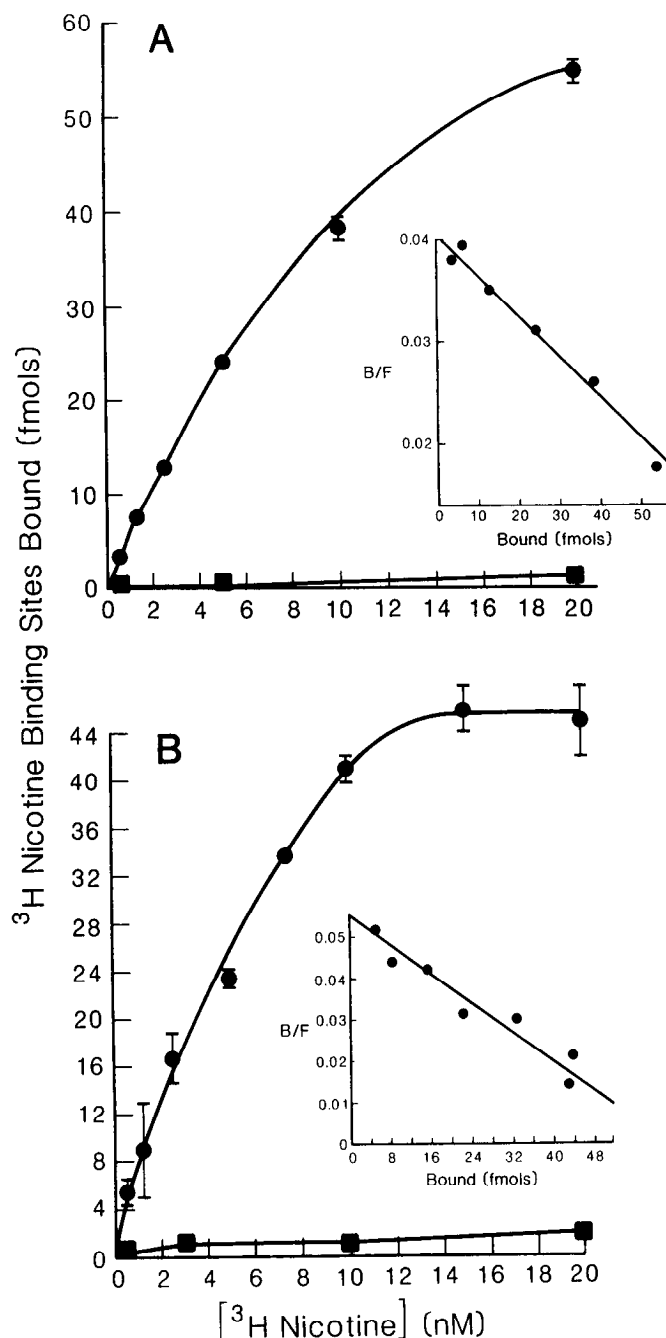 A
60
50
40
30
20
10
0
0.04
0.03
0.02
B/F
0 10 20 30 40 50
Bound (fmols)
2 4 6 8 10 12 14 16 18 20
³H Nicotine Binding Sites Bound (fmols)
B
44
40
36
32
28
24
20
16
12
8
4
0
0.05
0.04
0.03
0.02
0.01
0
B/F
0 8 16 24 32 40 48
Bound (fmols)
0 2 4 6 8 10 12 14 16 18 20
[³H Nicotine] (nM)